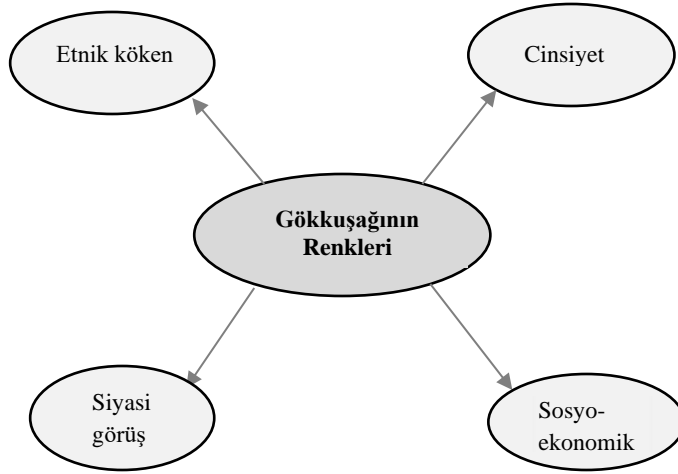 Etnik köken
Cinsiyet
Gökkuşağının
Renkleri
Siyasi
görüş
Sosyo-
ekonomik